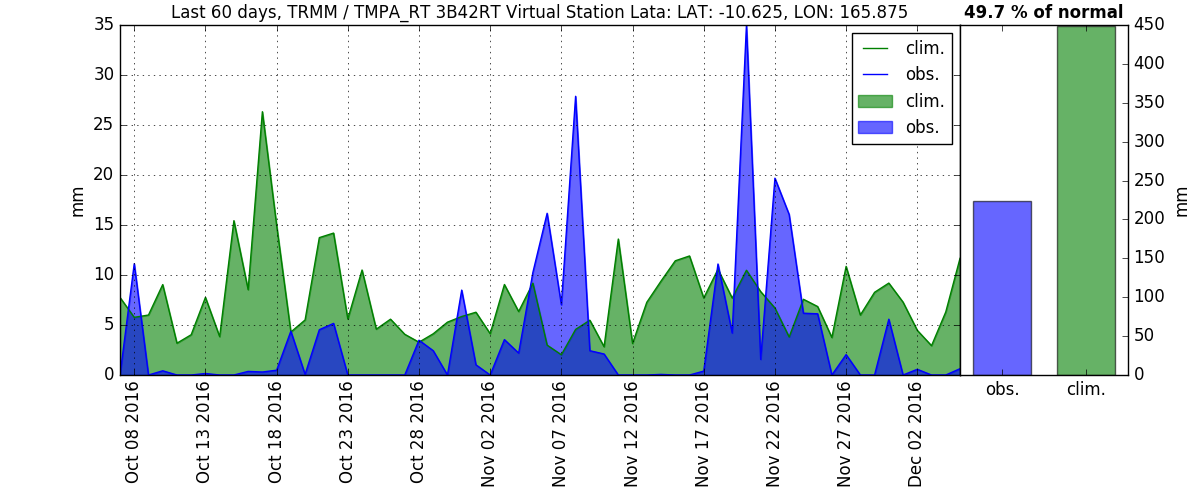 Last 60 days, TRMM / TMPA_RT 3B42RT Virtual Station Lata: LAT: -10.625, LON: 165.875
49.7 % of normal
35
30
25
20
15
10
5
0
mm
clim.
obs.
clim.
obs.
Oct 08 2016
Oct 13 2016
Oct 18 2016
Oct 23 2016
Oct 28 2016
Nov 02 2016
Nov 07 2016
Nov 12 2016
Nov 17 2016
Nov 22 2016
Nov 27 2016
Dec 02 2016
450
400
350
300
250
200
150
100
50
0
mm
obs.
clim.